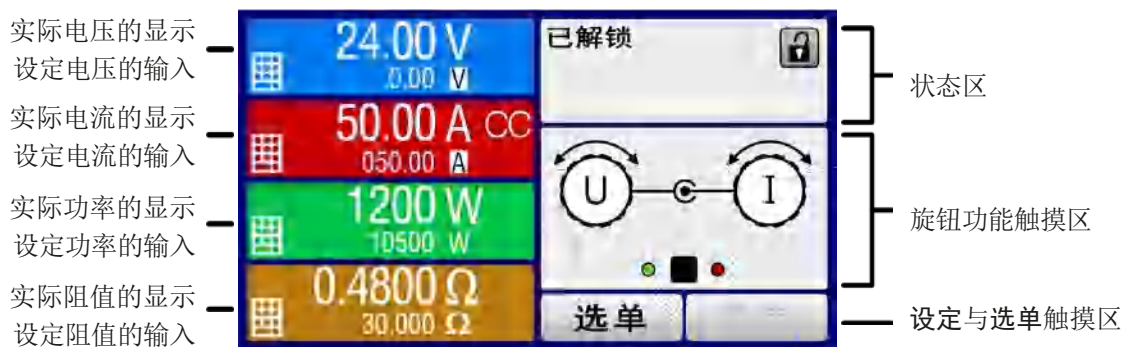 实际电压的显示
设定电压的输入
实际电流的显示
设定电流的输入
实际功率的显示
设定功率的输入
实际阻值的显示
设定阻值的输入
24.00 V
0.00 V
50.00 A CC
050.00 A
1200 W
10500 W
0.4800 Ω
30.000 Ω
已解锁
U
I
选单
状态区
旋钮功能触摸区
设定与选单触摸区